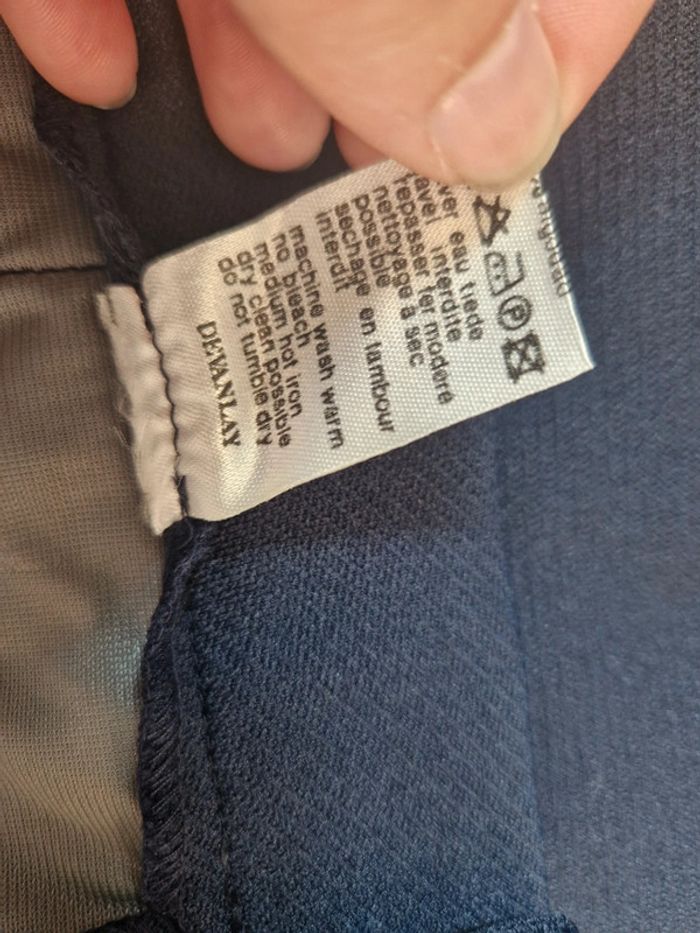 ver eau tiede
avel interdite
repasser fer modere
nettoyage a sec
possible
sechage en tambour
interdit
machine wash warm
no bleach
medium hot iron
dry clean possible
do not tumble dry
DEVANLAY